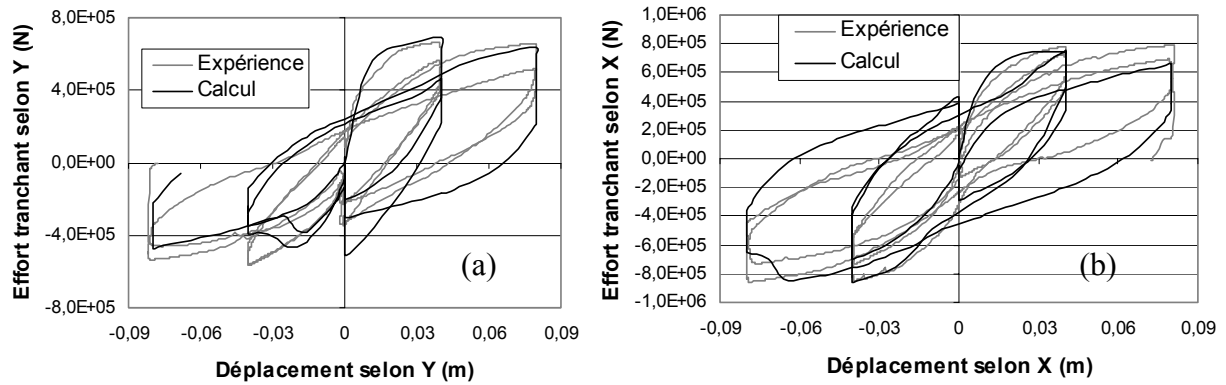 Effort tranchant selon Y (N)
8,0E+05
4,0E+05
0,0E+00
-4,0E+05
-8,0E+05
Expérience
Calcul
(a)
-0,09 -0,06 -0,03 0 0,03 0,06 0,09
Déplacement selon Y (m)
Effort tranchant selon X (N)
1,0E+06
8,0E+05
6,0E+05
4,0E+05
2,0E+05
0,0E+00
-2,0E+05
-4,0E+05
-6,0E+05
-8,0E+05
-1,0E+06
Expérience
Calcul
(b)
-0,09 -0,06 -0,03 0 0,03 0,06 0,09
Déplacement selon X (m)